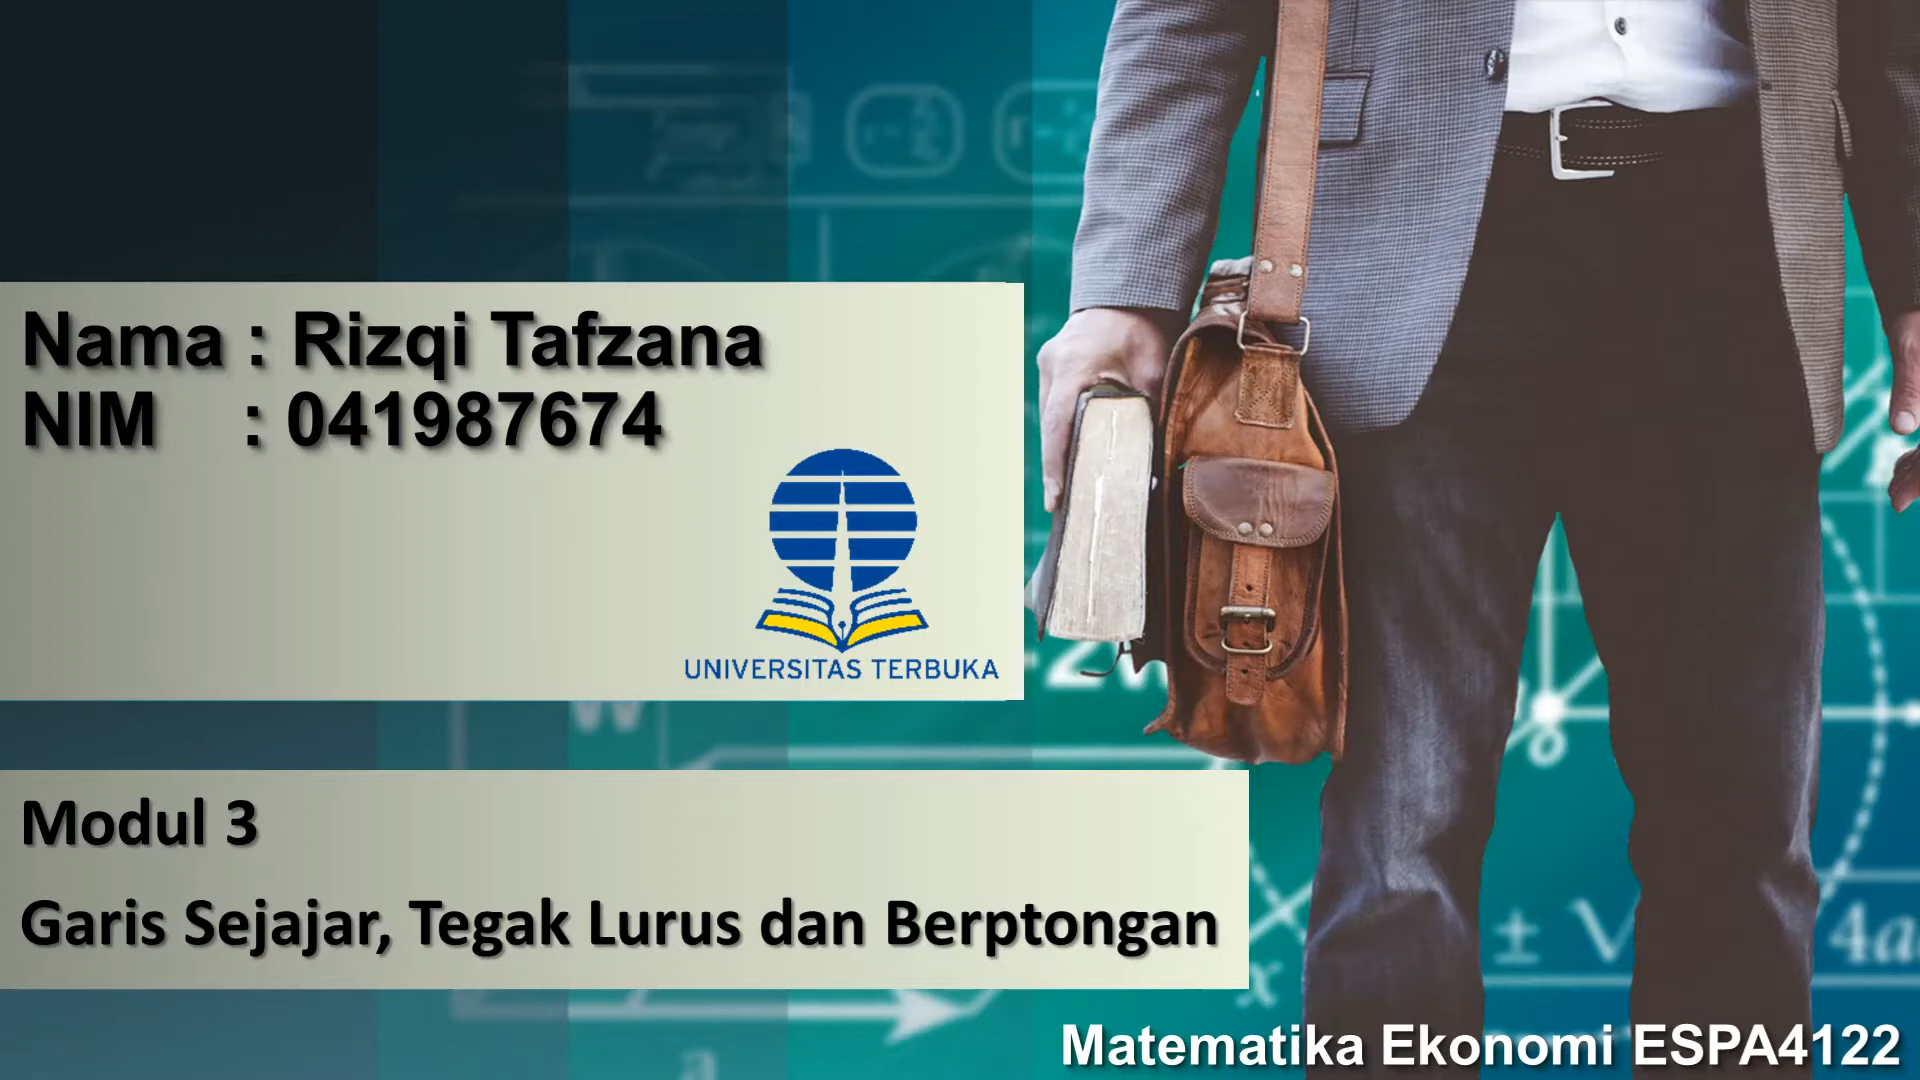 Nama : Rizqi Tafzana
NIM : 041987674
UNIVERSITAS TERBUKA
Modul 3
Garis Sejajar, Tegak Lurus dan Berptongan
Matematika Ekonomi ESPA4122